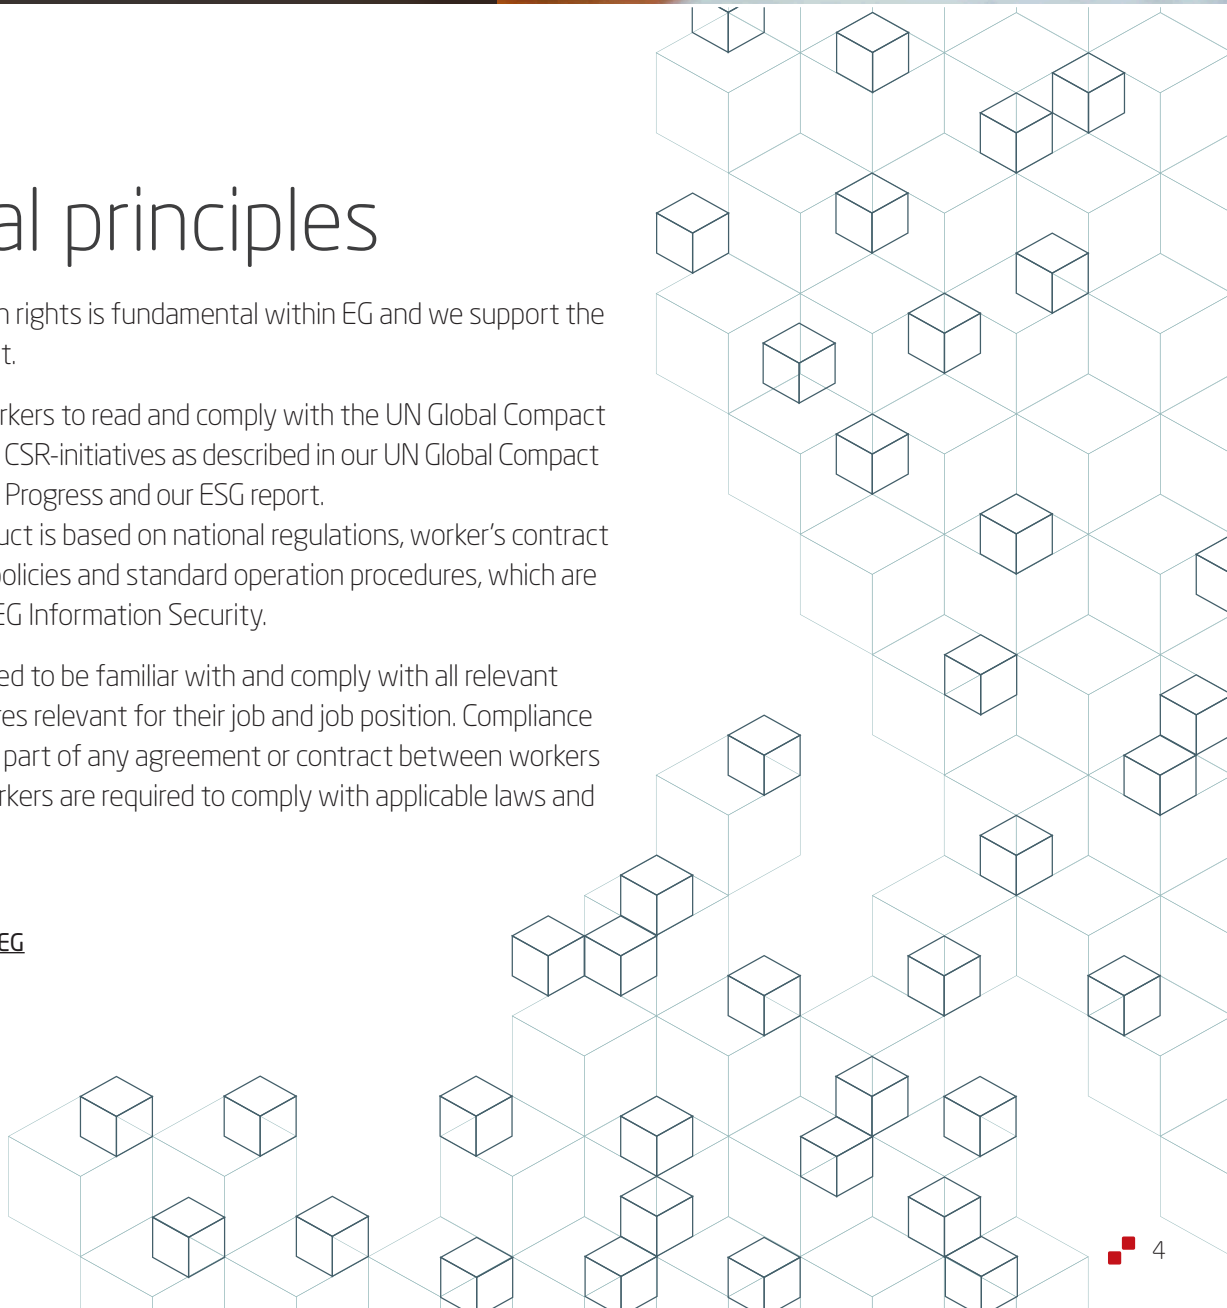 al principles
n rights is fundamental within EG and we support the
t.
rkers to read and comply with the UN Global Compact
CSR-initiatives as described in our UN Global Compact
Progress and our ESG report.
uct is based on national regulations, worker’s contract
policies and standard operation procedures, which are
EG Information Security.
ed to be familiar with and comply with all relevant
res relevant for their job and job position. Compliance
part of any agreement or contract between workers
rkers are required to comply with applicable laws and
EG
4